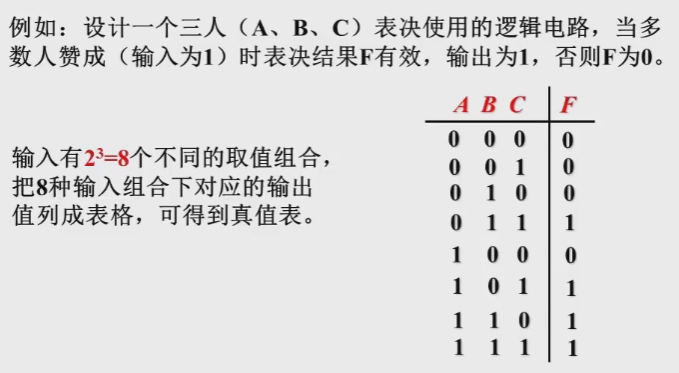 例如：设计一个三人（A、B、C）表决使用的逻辑电路，当多
数人赞成（输入为1）时表决结果F有效，输出为1，否则F为0。
输入有2³=8个不同的取值组合，
把8种输入组合下对应的输出
值列成表格，可得到真值表。
A B C F
0 0 0 0
0 0 1 0
0 1 0 0
0 1 1 1
1 0 0 0
1 0 1 1
1 1 0 1
1 1 1 1